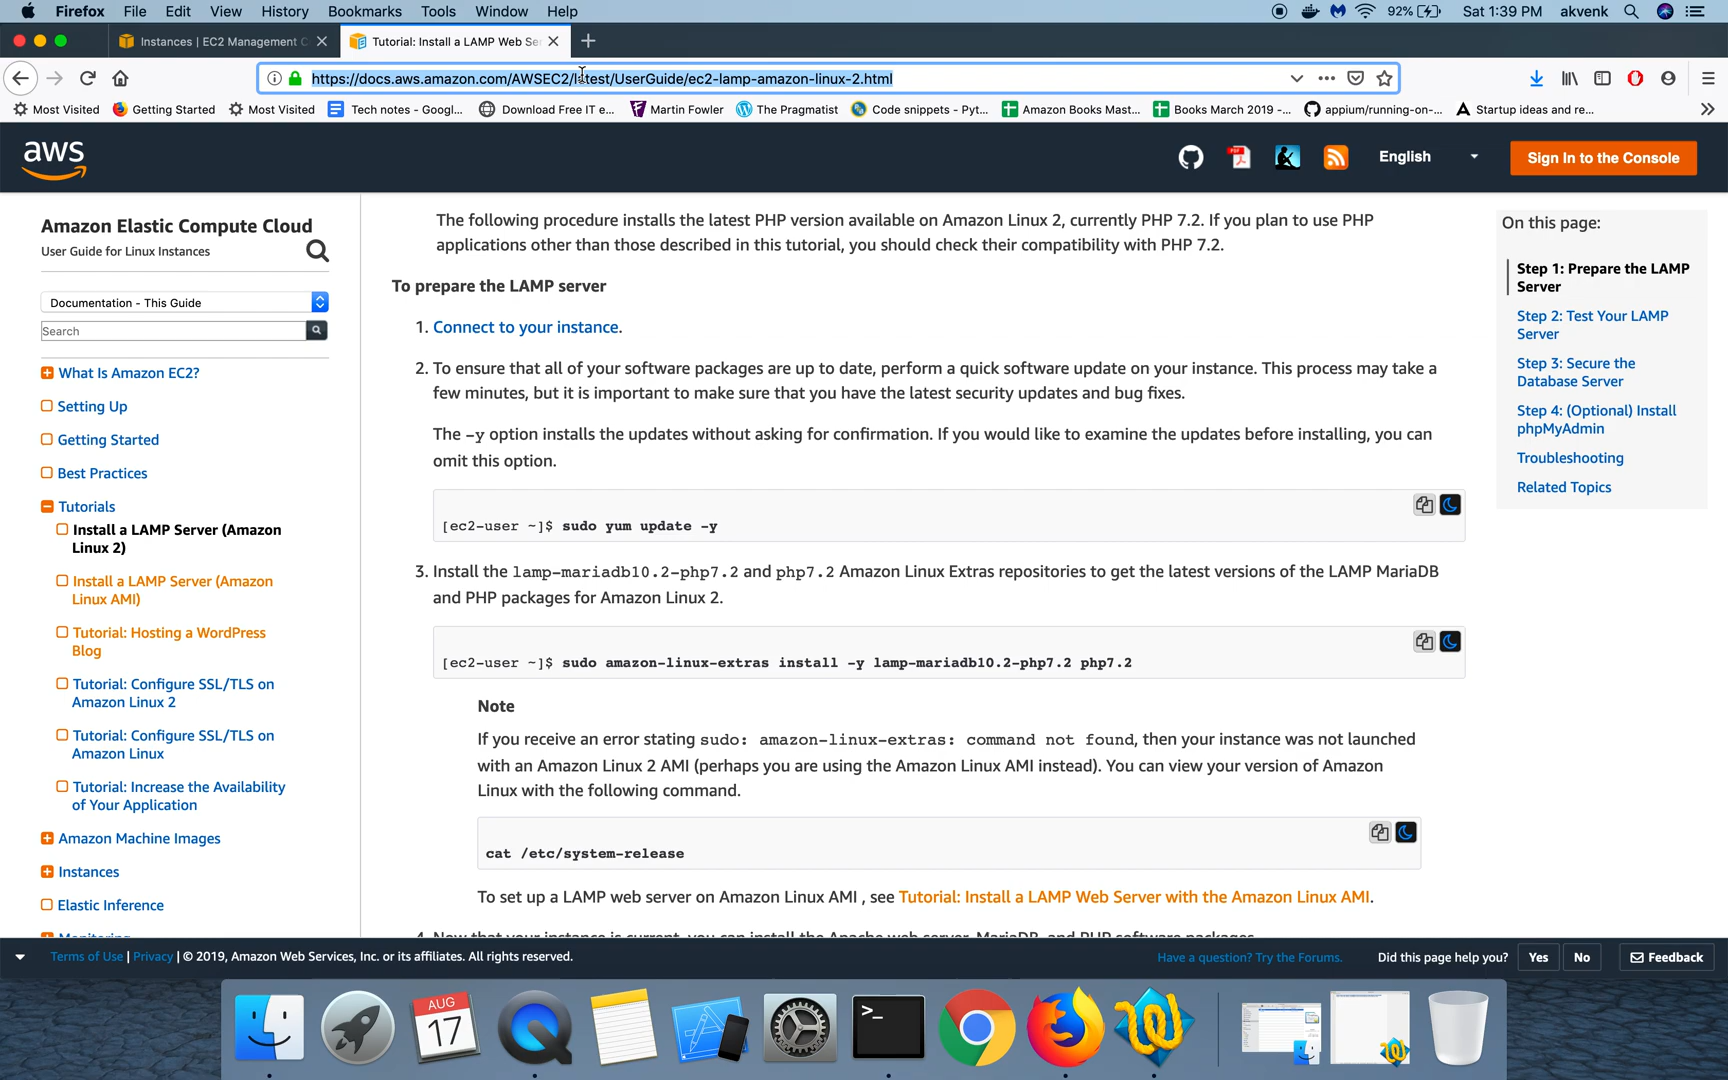 Firefox File Edit View History Bookmarks Tools Window Help 92% Sat 1:39 PM akvenk
Instances | EC2 Management C
Tutorial: Install a LAMP Web Se
https://docs.aws.amazon.com/AWSEC2/latest/UserGuide/ec2-lamp-amazon-linux-2.html
Most Visited Getting Started Most Visited Tech notes - Googl... Download Free IT e... Martin Fowler The Pragmatist Code snippets - Pyt... Amazon Books Mast... Books March 2019 -... appium/running-on-... Startup ideas and re...
aws
English
Sign In to the Console
Amazon Elastic Compute Cloud
User Guide for Linux Instances
Documentation - This Guide
Search
What Is Amazon EC2?
Setting Up
Getting Started
Best Practices
Tutorials
Install a LAMP Server (Amazon
Linux 2)
Install a LAMP Server (Amazon
Linux AMI)
Tutorial: Hosting a WordPress
Blog
Tutorial: Configure SSL/TLS on
Amazon Linux 2
Tutorial: Configure SSL/TLS on
Amazon Linux
Tutorial: Increase the Availability
of Your Application
Amazon Machine Images
Instances
Elastic Inference
Monitoring
The following procedure installs the latest PHP version available on Amazon Linux 2, currently PHP 7.2. If you plan to use PHP
applications other than those described in this tutorial, you should check their compatibility with PHP 7.2.
To prepare the LAMP server
1. Connect to your instance.
2. To ensure that all of your software packages are up to date, perform a quick software update on your instance. This process may take a
few minutes, but it is important to make sure that you have the latest security updates and bug fixes.
The -y option installs the updates without asking for confirmation. If you would like to examine the updates before installing, you can
omit this option.
[ec2-user ~]$ sudo yum update -y
3. Install the lamp-mariadb10.2-php7.2 and php7.2 Amazon Linux Extras repositories to get the latest versions of the LAMP MariaDB
and PHP packages for Amazon Linux 2.
[ec2-user ~]$ sudo amazon-linux-extras install -y lamp-mariadb10.2-php7.2 php7.2
Note
If you receive an error stating sudo: amazon-linux-extras: command not found, then your instance was not launched
with an Amazon Linux 2 AMI (perhaps you are using the Amazon Linux AMI instead). You can view your version of Amazon
Linux with the following command.
cat /etc/system-release
To set up a LAMP web server on Amazon Linux AMI , see Tutorial: Install a LAMP Web Server with the Amazon Linux AMI.
4. Now that your instance is current, you can install the Apache web server, MariaDB, and PHP software packages.
On this page:
Step 1: Prepare the LAMP
Server
Step 2: Test Your LAMP
Server
Step 3: Secure the
Database Server
Step 4: (Optional) Install
phpMyAdmin
Troubleshooting
Related Topics
Terms of Use | Privacy | © 2019, Amazon Web Services, Inc. or its affiliates. All rights reserved.
Have a question? Try the Forums. Did this page help you? Yes No Feedback
AUG
17